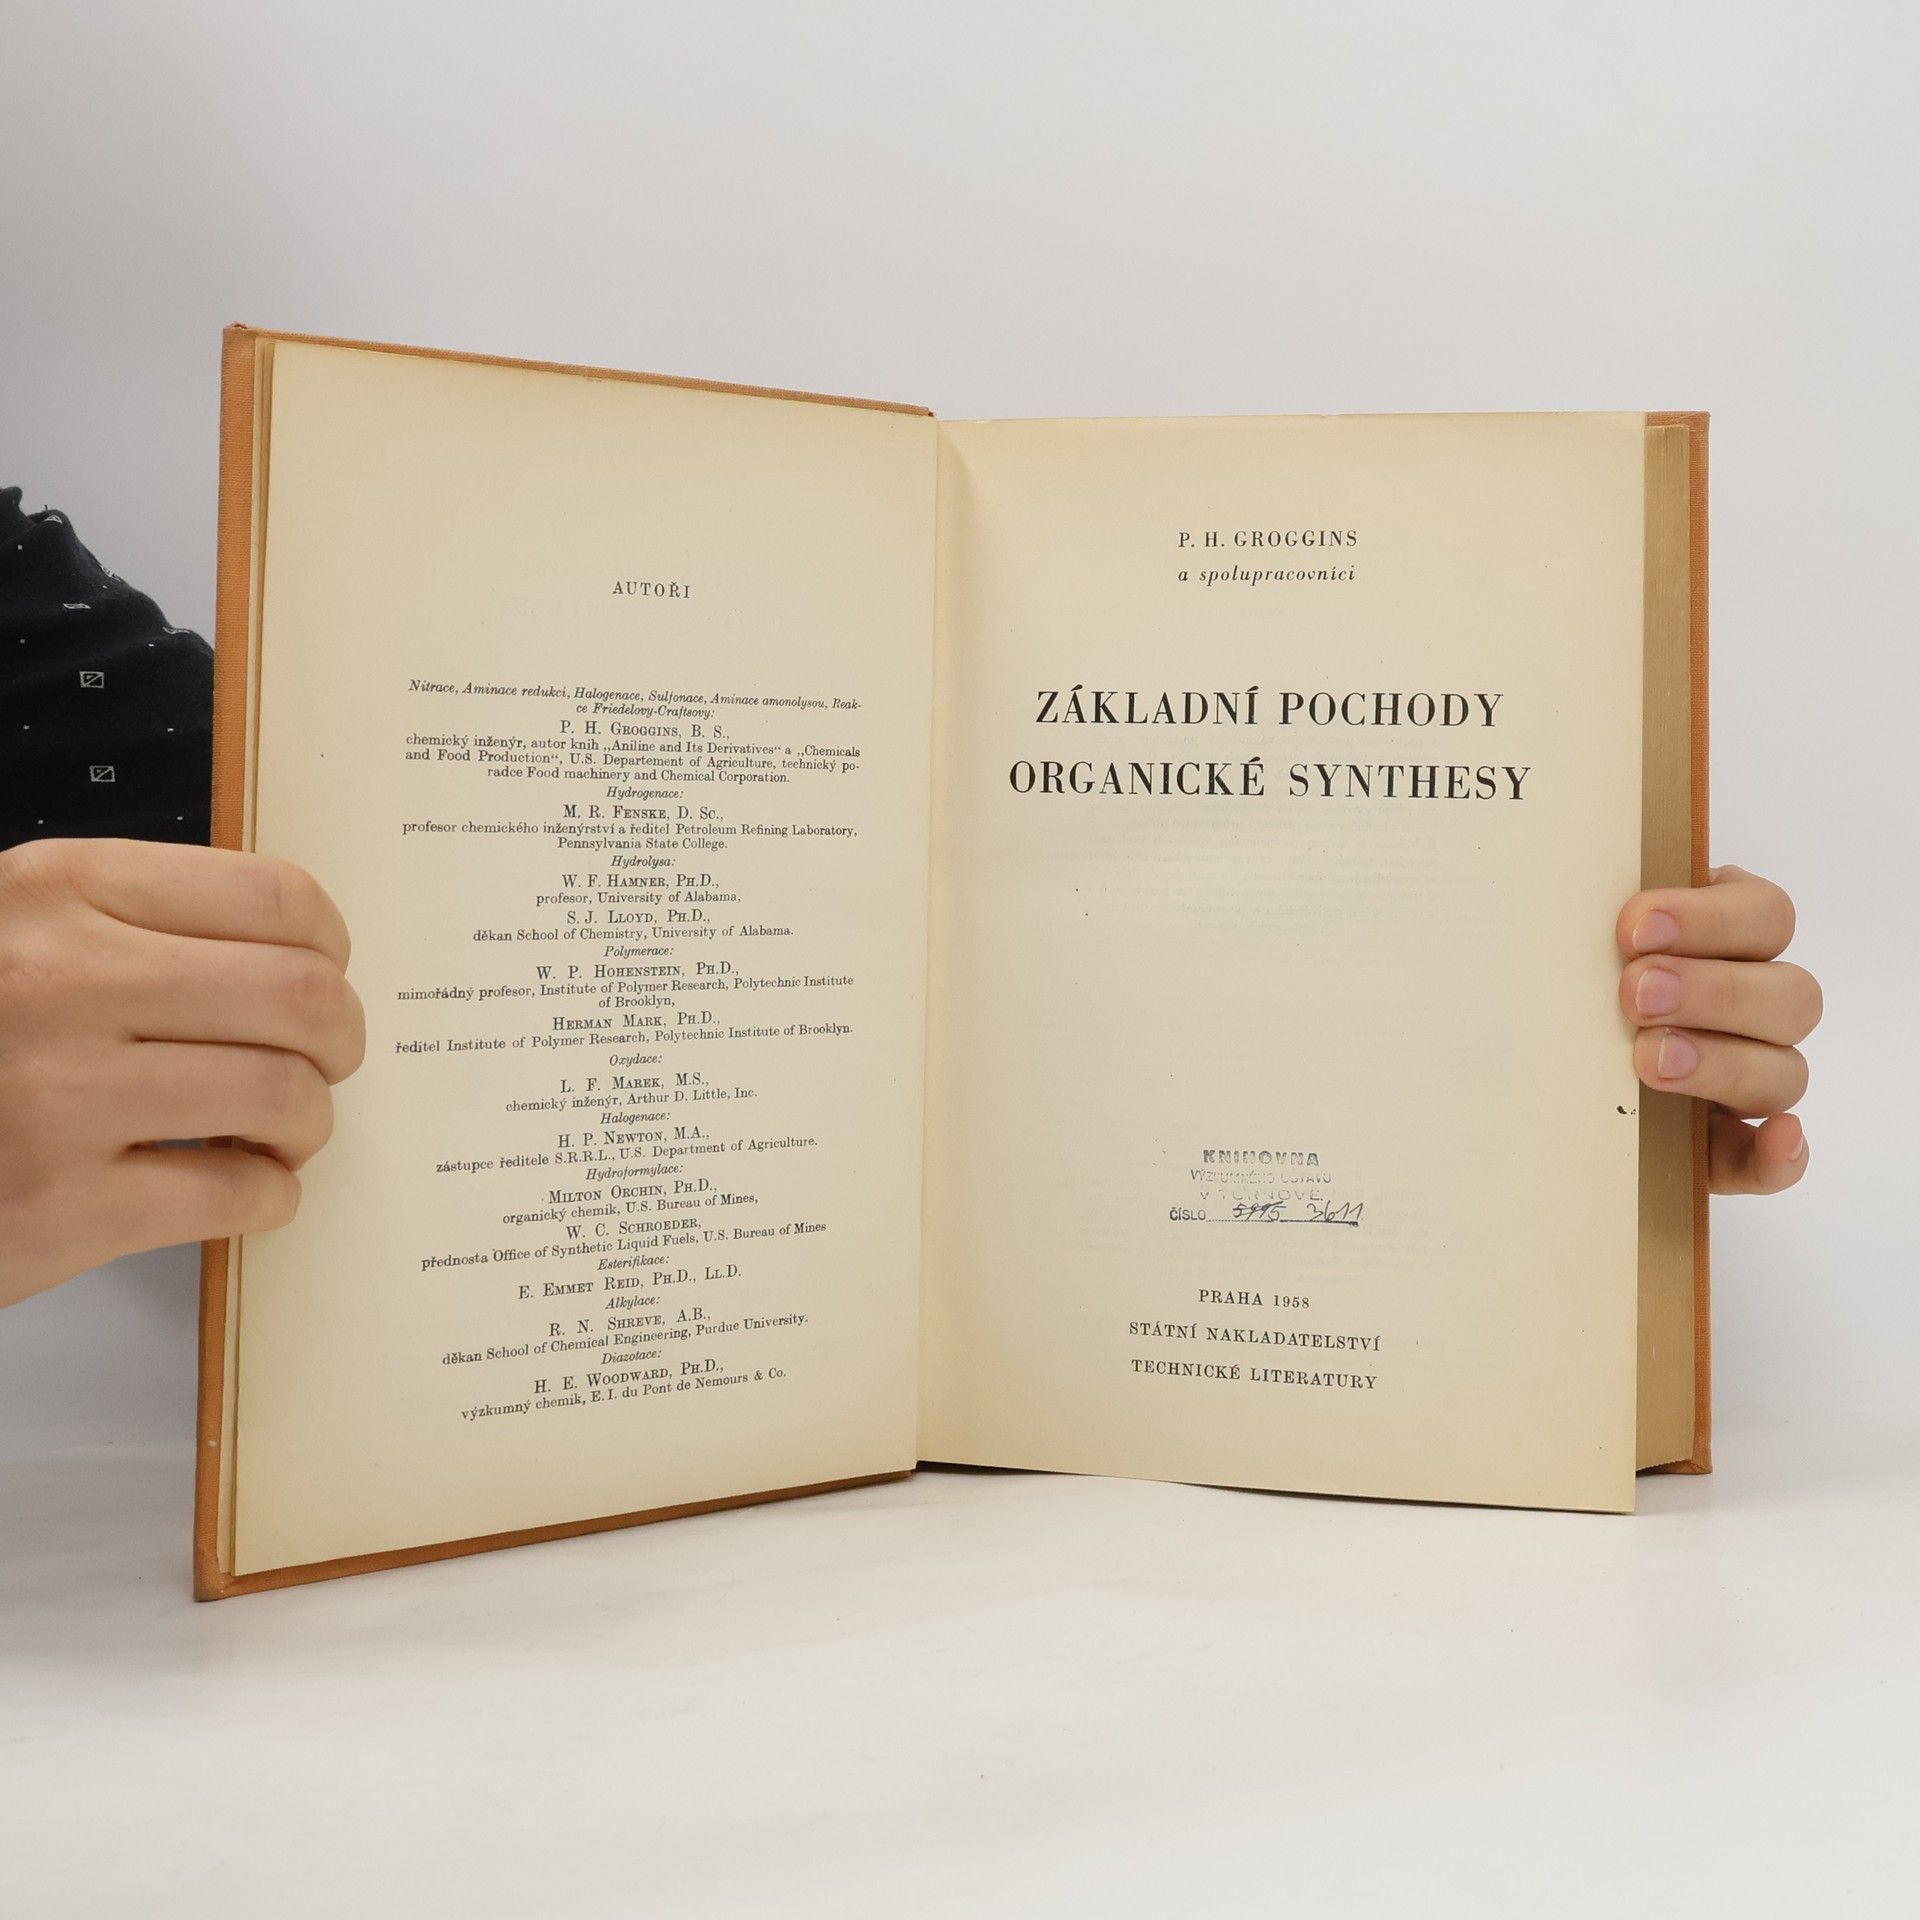 AUTOŘI
Nitrace, Aminace redukcí, Halogenace, Sulfonace, Aminace amonolysou, Reak-
ce Friedelovy-Craftsovy:
P. H. GROGGINS, B. S.,
chemický inženýr, autor knih „Aniline and Its Derivatives“ a „Chemicals
and Food Production“, U.S. Departement of Agriculture, technický po-
radce Food machinery and Chemical Corporation.
Hydrogenace:
M. R. FENSKE, D. Sc.,
profesor chemického inženýrství a ředitel Petroleum Refining Laboratory,
Pennsylvania State College.
Hydrolysa:
W. F. HAMNER, PH.D.,
profesor, University of Alabama,
S. J. LLOYD, PH.D.,
děkan School of Chemistry, University of Alabama.
Polymerace:
W. P. HOHENSTEIN, PH.D.,
mimořádný profesor, Institute of Polymer Research, Polytechnic Institute
of Brooklyn,
HERMAN MARK, PH.D.,
ředitel Institute of Polymer Research, Polytechnic Institute of Brooklyn.
Oxydace:
L. F. MAREK, M.S.,
chemický inženýr, Arthur D. Little, Inc.
Halogenace:
H. P. NEWTON, M.A.,
zástupce ředitele S.R.R.L., U.S. Department of Agriculture.
Hydroformylace:
MILTON ORCHIN, PH.D.,
organický chemik, U.S. Bureau of Mines,
W. C. SCHROEDER,
přednosta Office of Synthetic Liquid Fuels, U.S. Bureau of Mines
Esterifikace:
E. EMMET REID, PH.D., LL.D.
Alkylace:
R. N. SHREVE, A.B.,
děkan School of Chemical Engineering, Purdue University.
Diazotace:
H. E. WOODWARD, PH.D.,
výzkumný chemik, E. I. du Pont de Nemours & Co.
P. H. GROGGINS
a spolupracovníci
ZÁKLADNÍ POCHODY
ORGANICKÉ SYNTHESY
KNIHOVNA
VÝZKUMNÉHO ÚSTAVU
V TURNOVĚ
ČÍSLO 3611
PRAHA 1958
STÁTNÍ NAKLADATELSTVÍ
TECHNICKÉ LITERATURY